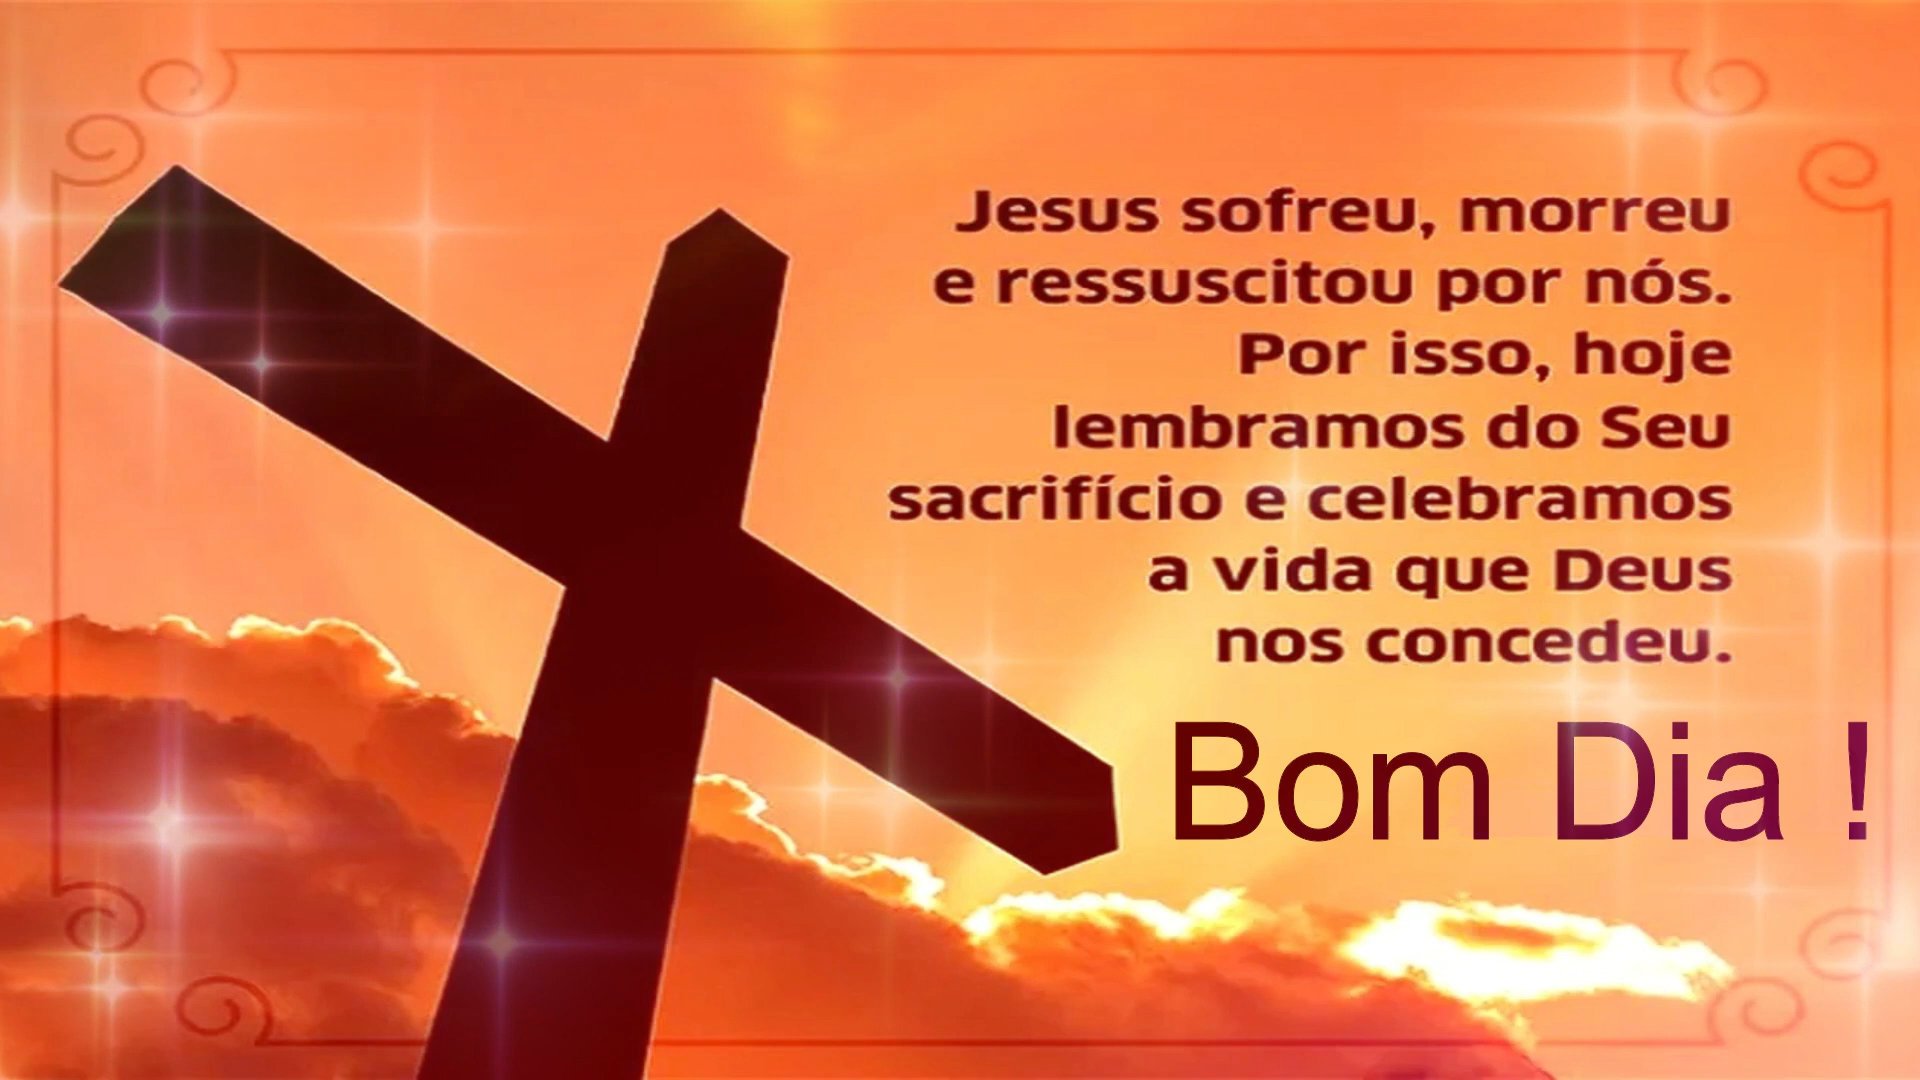 Jesus sofreu, morreu
e ressuscitou por nós.
Por isso, hoje
lembramos do Seu
sacrifício e celebramos
a vida que Deus
nos concedeu.
Bom Dia !